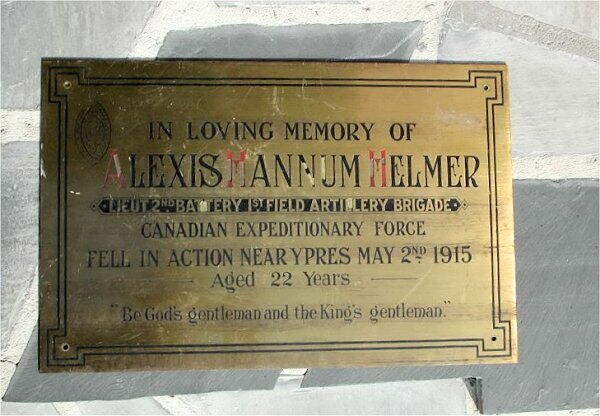 IN LOVING MEMORY OF
ALEXIS MANNUM HELMER
LIEUT 2ND BATTERY 1ST FIELD ARTILLERY BRIGADE
CANADIAN EXPEDITIONARY FORCE
FELL IN ACTION NEAR YPRES MAY 2ND 1915
Aged 22 Years
"Be God's gentleman and the King's gentleman."